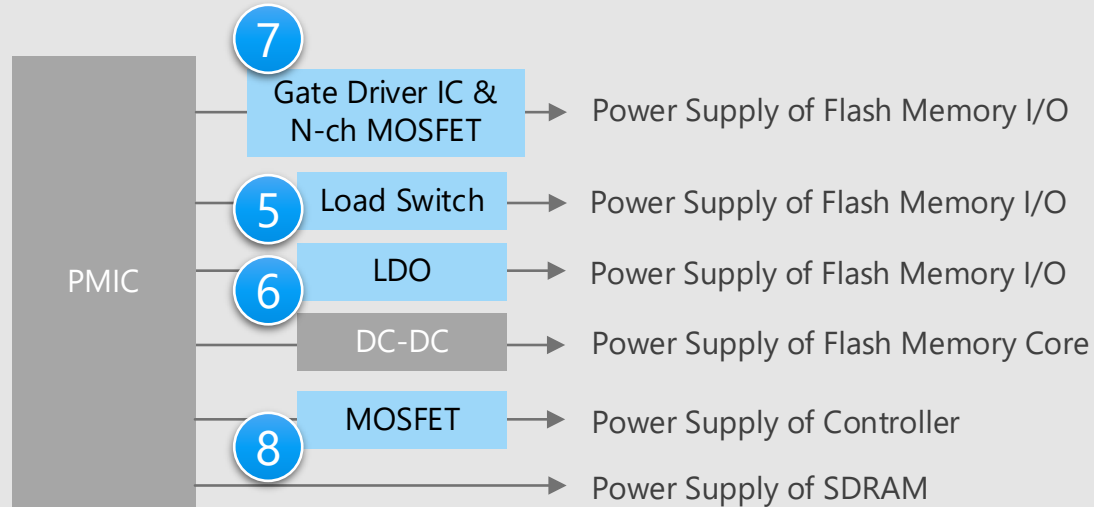 7
Gate Driver IC &
N-ch MOSFET
Power Supply of Flash Memory I/O
5
Load Switch
Power Supply of Flash Memory I/O
PMIC
6
LDO
Power Supply of Flash Memory I/O
DC-DC
Power Supply of Flash Memory Core
8
MOSFET
Power Supply of Controller
Power Supply of SDRAM